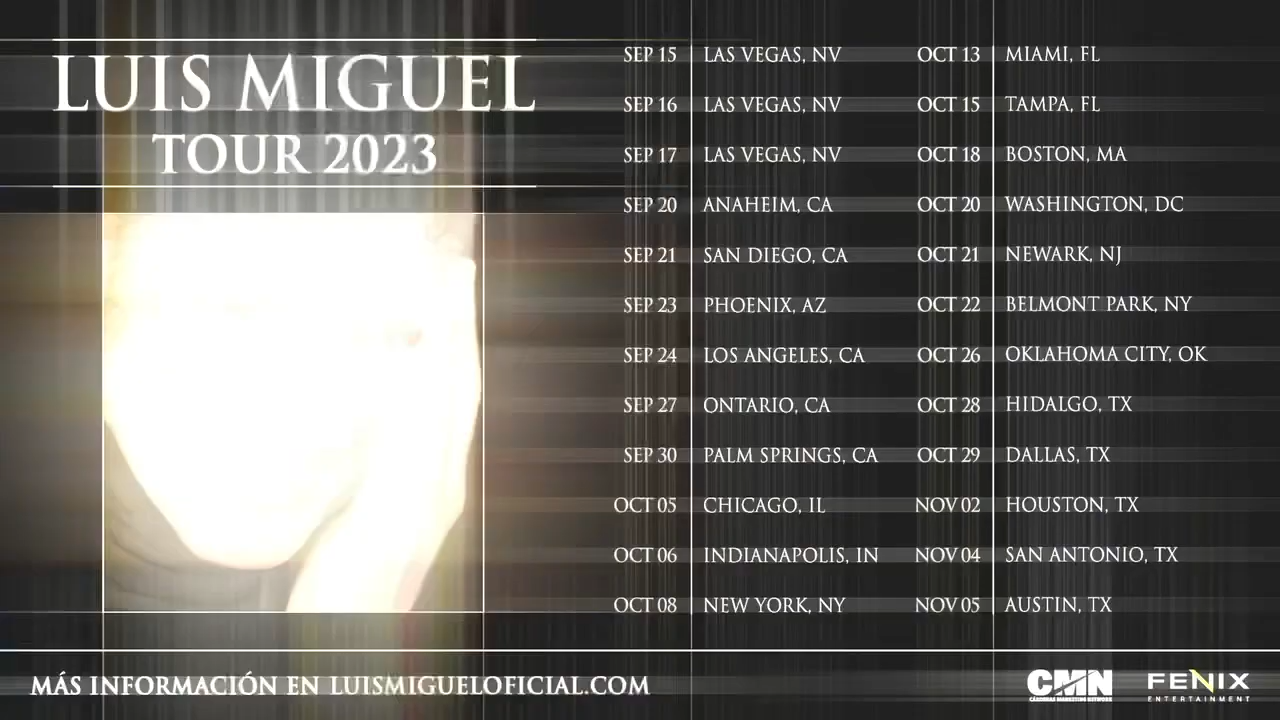 LUIS MIGUEL
TOUR 2023
SEP 15 LAS VEGAS, NV
SEP 16 LAS VEGAS, NV
SEP 17 LAS VEGAS, NV
SEP 20 ANAHEIM, CA
SEP 21 SAN DIEGO, CA
SEP 23 PHOENIX, AZ
SEP 24 LOS ANGELES, CA
SEP 27 ONTARIO, CA
SEP 30 PALM SPRINGS, CA
OCT 05 CHICAGO, IL
OCT 06 INDIANAPOLIS, IN
OCT 08 NEW YORK, NY
OCT 13 MIAMI, FL
OCT 15 TAMPA, FL
OCT 18 BOSTON, MA
OCT 20 WASHINGTON, DC
OCT 21 NEWARK, NJ
OCT 22 BELMONT PARK, NY
OCT 26 OKLAHOMA CITY, OK
OCT 28 HIDALGO, TX
OCT 29 DALLAS, TX
NOV 02 HOUSTON, TX
NOV 04 SAN ANTONIO, TX
NOV 05 AUSTIN, TX
MÁS INFORMACIÓN EN LUISMIGUELOFICIAL.COM
CMN
FENIX
ENTERTAINMENT